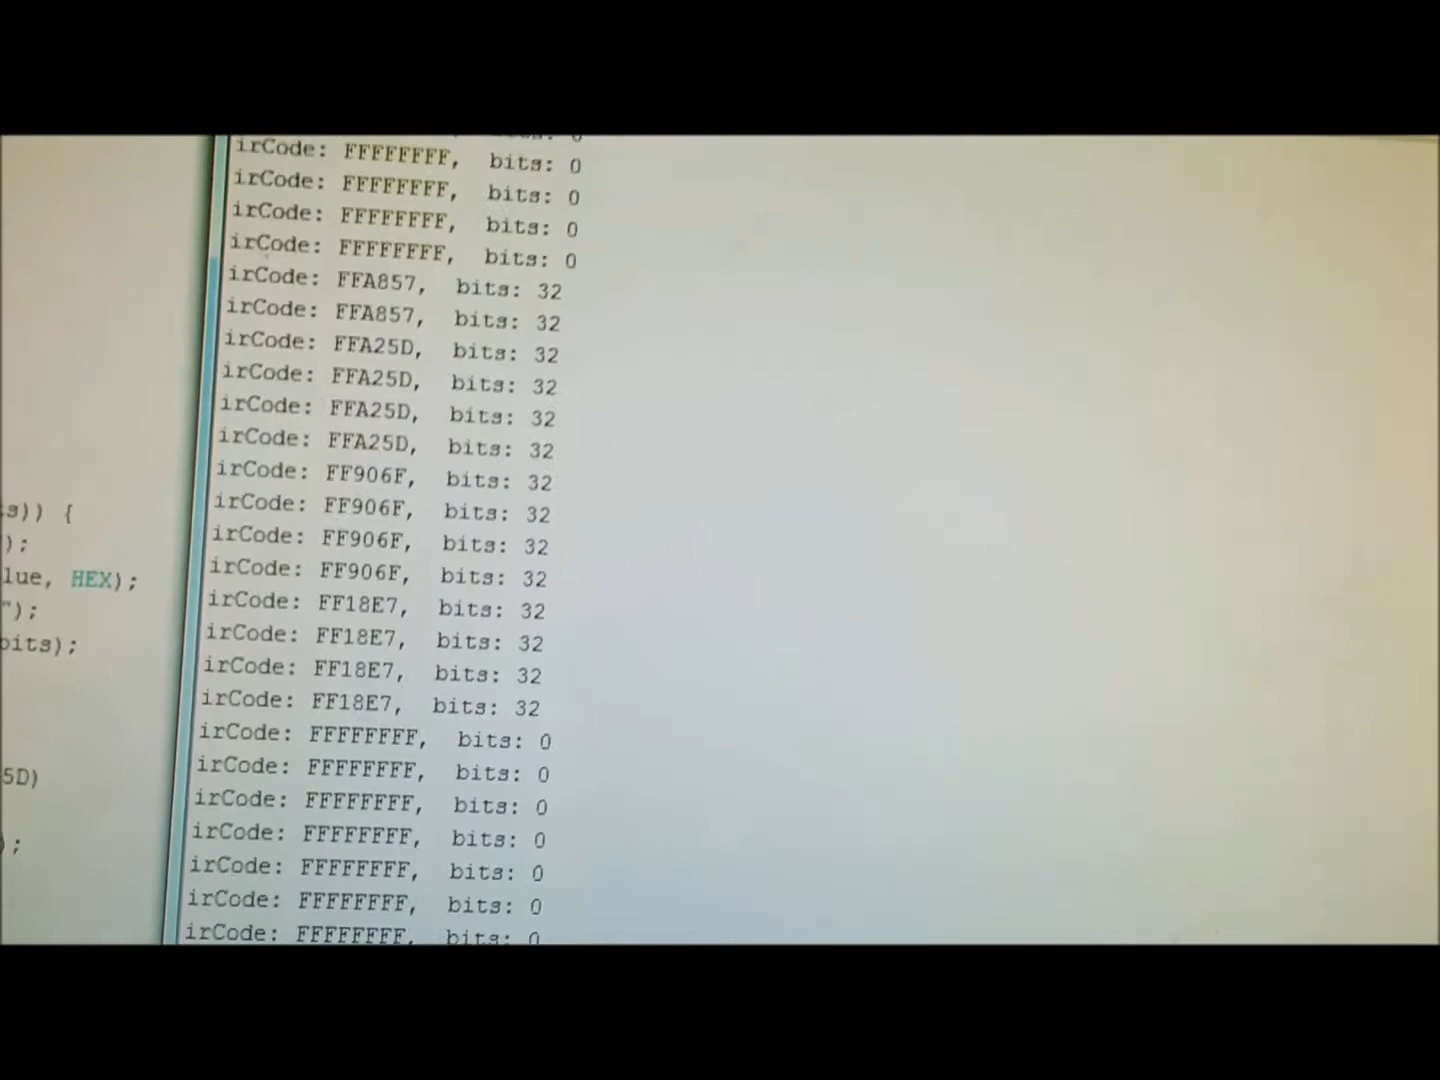 irCode: FFFFFFFF, bits: 0
irCode: FFFFFFFF, bits: 0
irCode: FFFFFFFF, bits: 0
irCode: FFFFFFFF, bits: 0
irCode: FFA857, bits: 32
irCode: FFA857, bits: 32
irCode: FFA25D, bits: 32
irCode: FFA25D, bits: 32
irCode: FFA25D, bits: 32
irCode: FFA25D, bits: 32
irCode: FF906F, bits: 32
irCode: FF906F, bits: 32
irCode: FF906F, bits: 32
irCode: FF906F, bits: 32
irCode: FF18E7, bits: 32
irCode: FF18E7, bits: 32
irCode: FF18E7, bits: 32
irCode: FF18E7, bits: 32
irCode: FFFFFFFF, bits: 0
irCode: FFFFFFFF, bits: 0
irCode: FFFFFFFF, bits: 0
irCode: FFFFFFFF, bits: 0
irCode: FFFFFFFF, bits: 0
irCode: FFFFFFFF, bits: 0
irCode: FFFFFFFF, bits: 0
s)) {
);
lue, HEX);
");
bits);
5D)
);